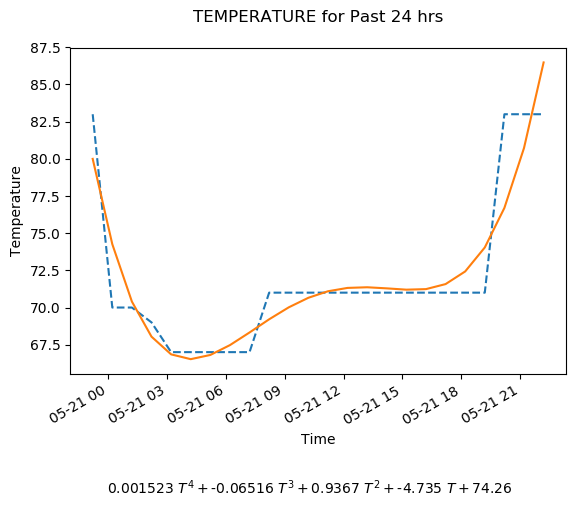 TEMPERATURE for Past 24 hrs
87.5
85.0
82.5
80.0
77.5
75.0
72.5
70.0
67.5
Temperature
05-21 00 05-21 03 05-21 06 05-21 09 05-21 12 05-21 15 05-21 18 05-21 21
Time
0.001523 T⁴ + -0.06516 T³ + 0.9367 T² + -4.735 T + 74.26